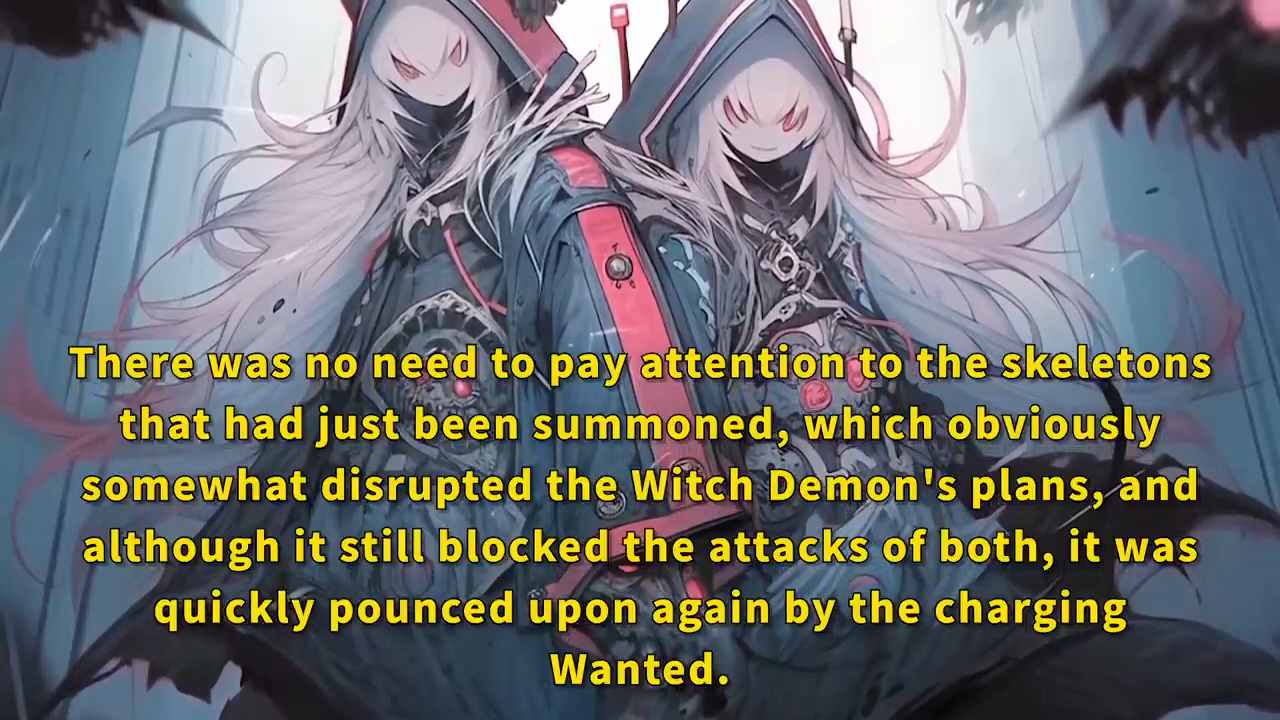 There was no need to pay attention to the skeletons
that had just been summoned, which obviously
somewhat disrupted the Witch Demon's plans, and
although it still blocked the attacks of both, it was
quickly pounced upon again by the charging
Wanted.